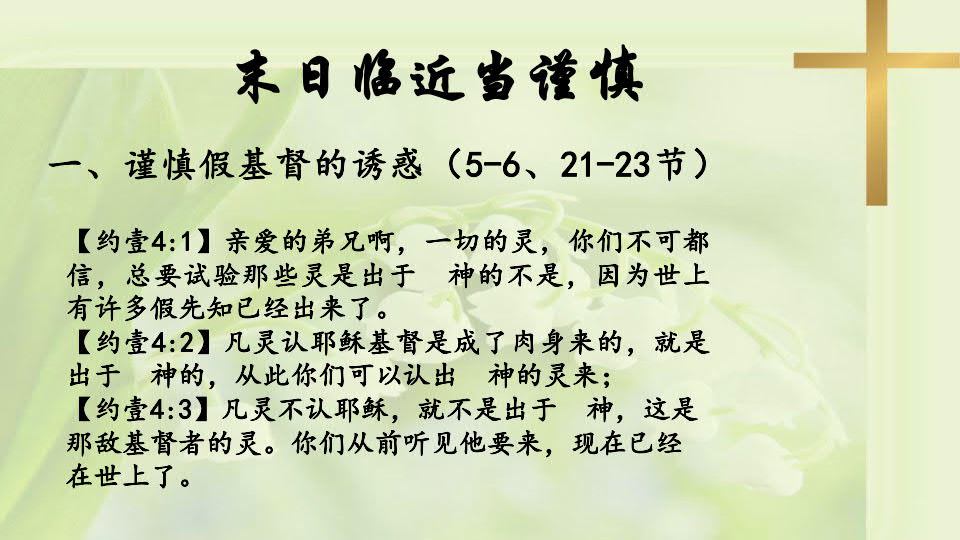 末日临近当谨慎
一、谨慎假基督的诱惑（5-6、21-23节）
【约壹4:1】亲爱的弟兄啊，一切的灵，你们不可都
信，总要试验那些灵是出于　神的不是，因为世上
有许多假先知已经出来了。
【约壹4:2】凡灵认耶稣基督是成了肉身来的，就是
出于　神的，从此你们可以认出　神的灵来；
【约壹4:3】凡灵不认耶稣，就不是出于　神，这是
那敌基督者的灵。你们从前听见他要来，现在已经
在世上了。